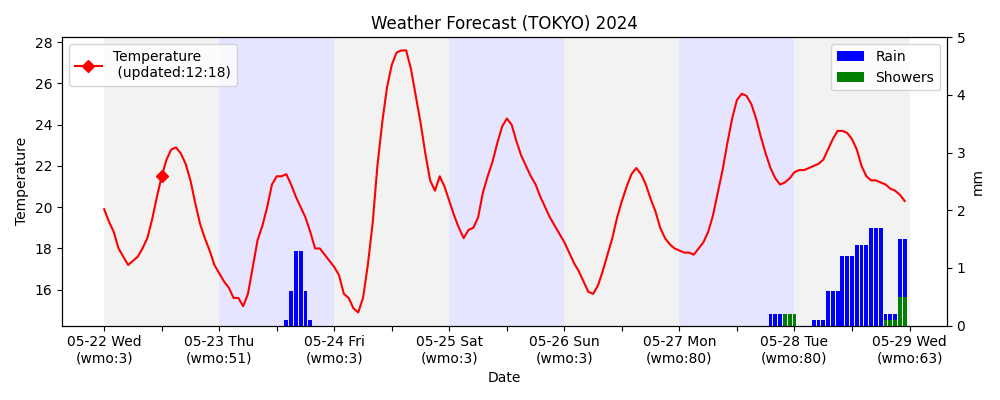 Weather Forecast (TOKYO) 2024
Temperature
(updated:12:18)
Rain
Showers
28
26
24
22
20
18
16
Temperature
5
4
3
2
1
0
mm
05-22 Wed
(wmo:3)
05-23 Thu
(wmo:51)
05-24 Fri
(wmo:3)
05-25 Sat
(wmo:3)
05-26 Sun
(wmo:3)
05-27 Mon
(wmo:80)
05-28 Tue
(wmo:80)
05-29 Wed
(wmo:63)
Date